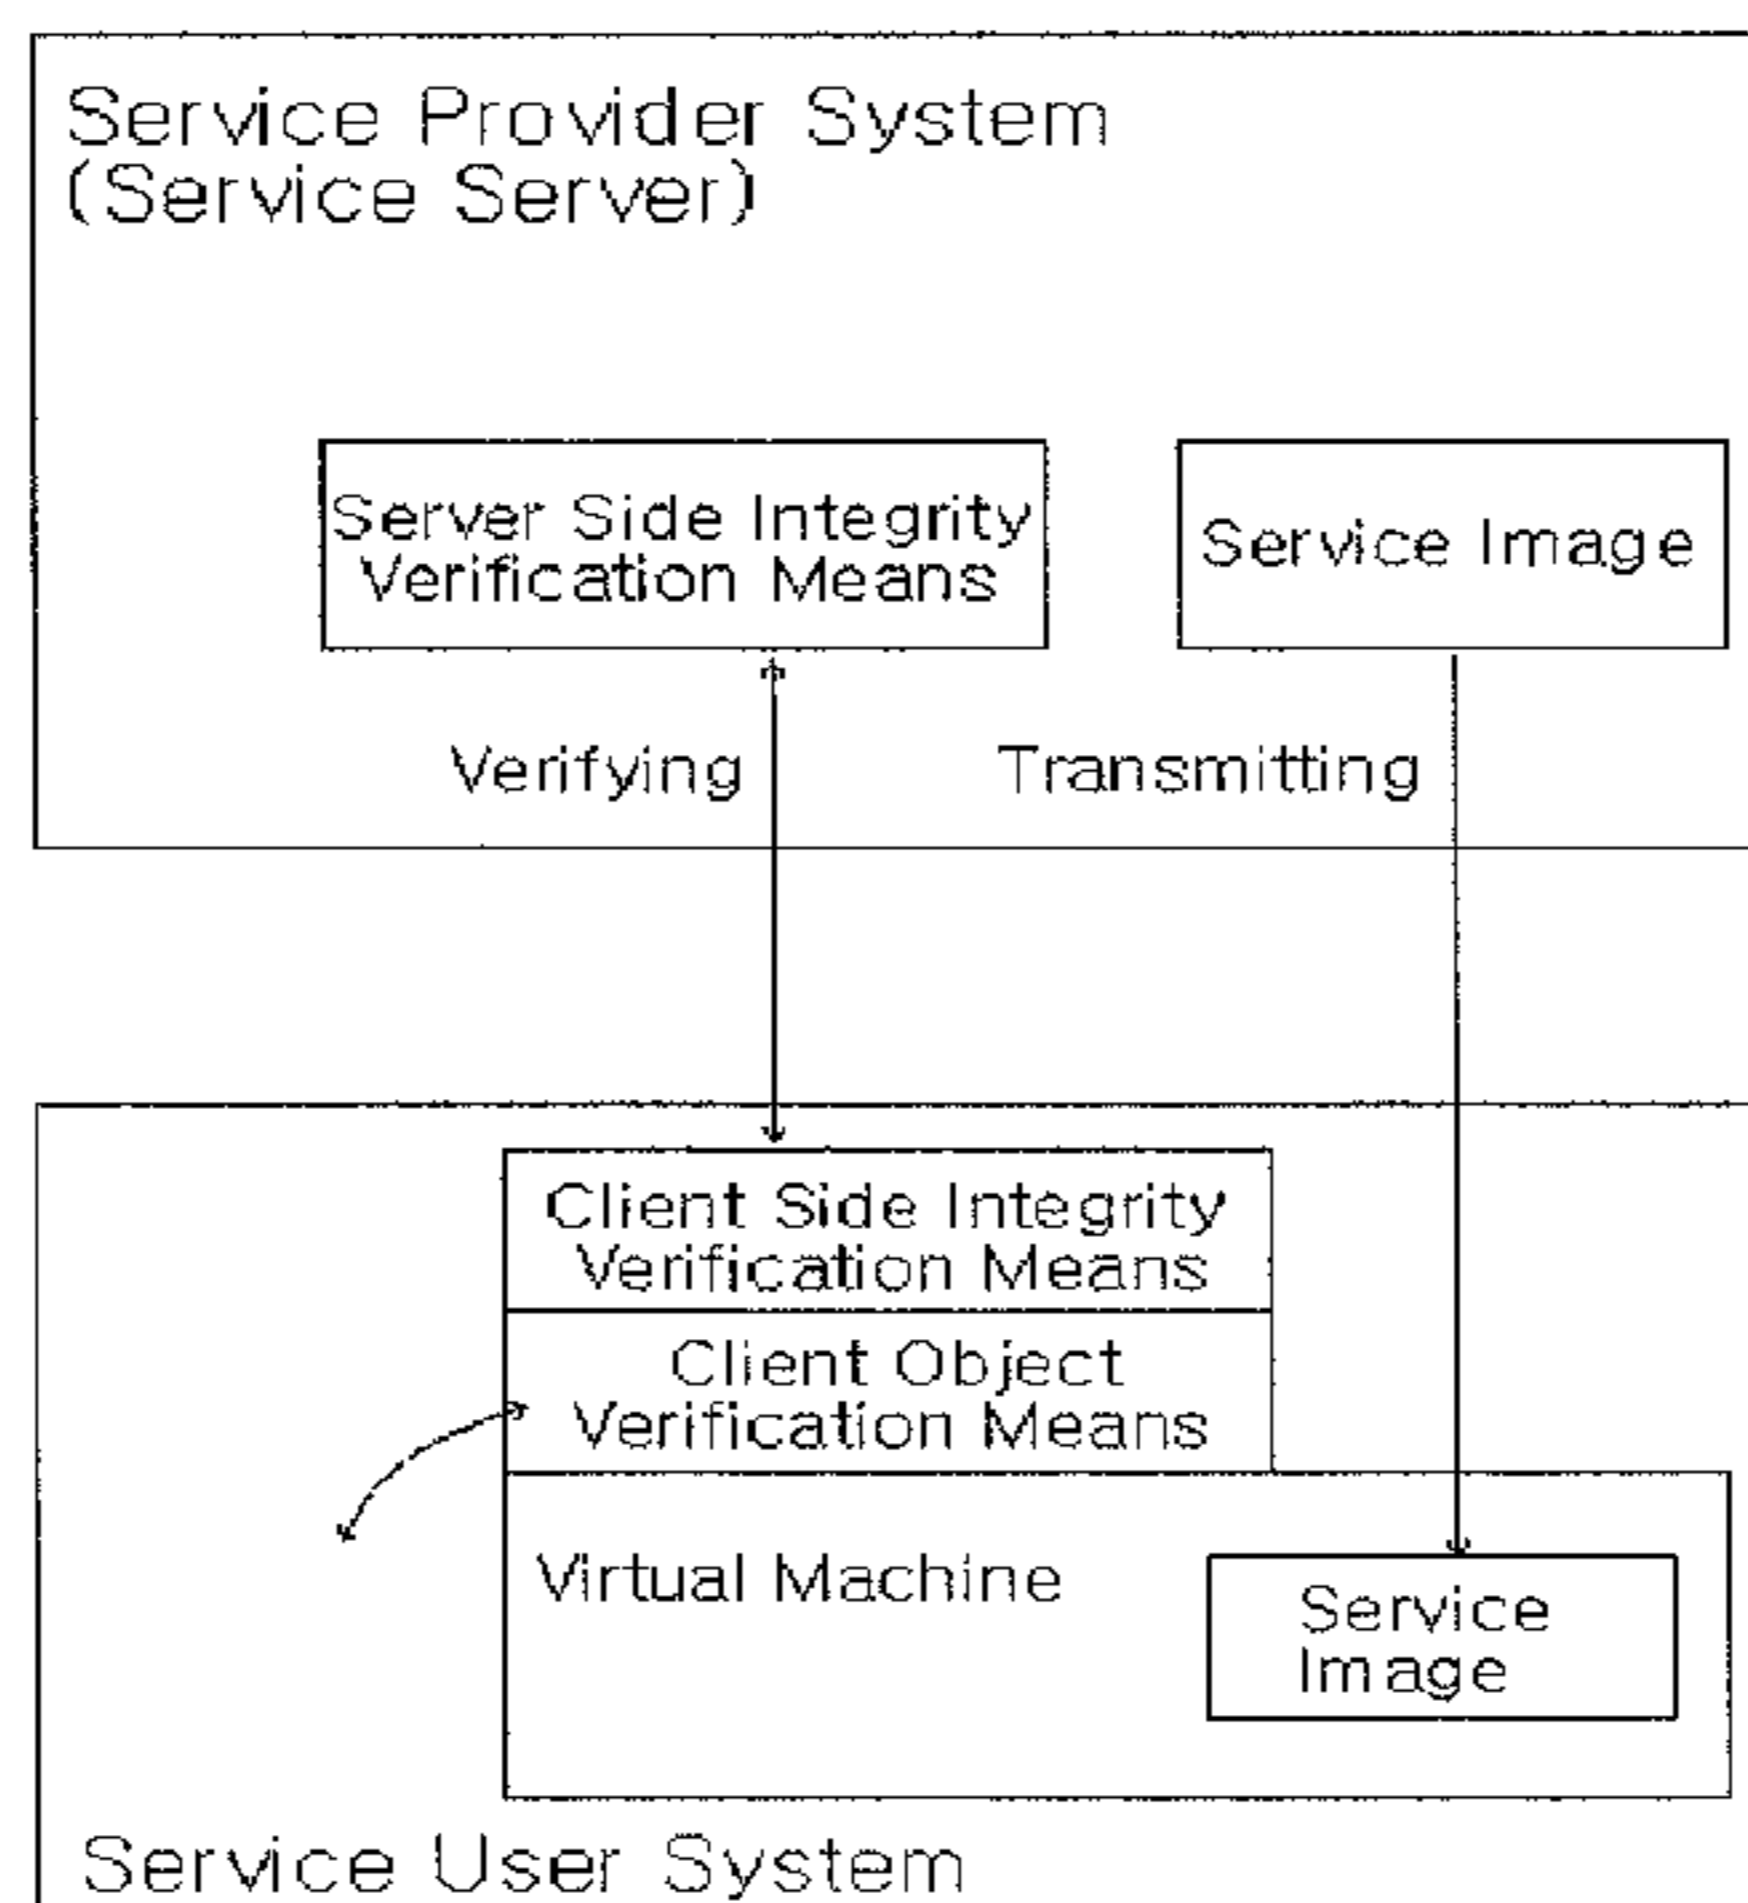 Service Provider System
(Service Server)
Server Side Integrity
Verification Means
Service Image
Verifying
Transmitting
Client Side Integrity
Verification Means
Client Object
Verification Means
Virtual Machine
Service
Image
Service User System